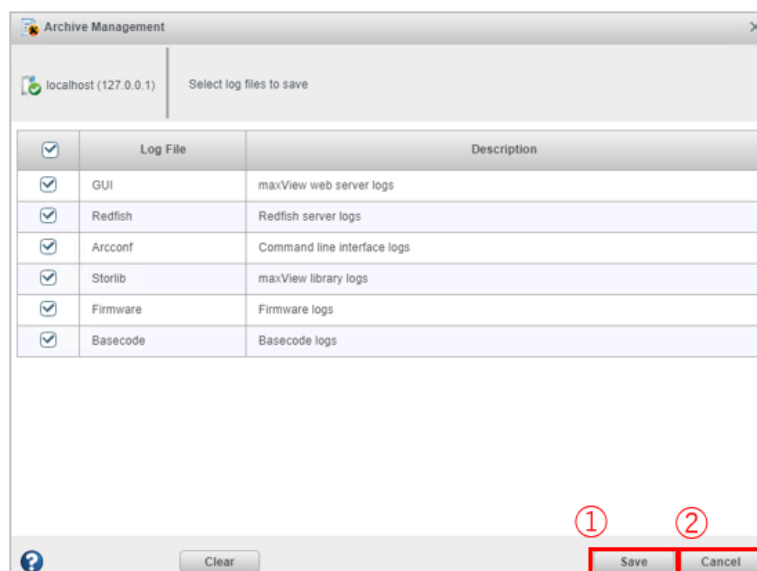 Archive Management
localhost (127.0.0.1) Select log files to save
Log File Description
GUI maxView web server logs
Redfish Redfish server logs
Arcconf Command line interface logs
Storlib maxView library logs
Firmware Firmware logs
Basecode Basecode logs
① ②
Clear Save Cancel